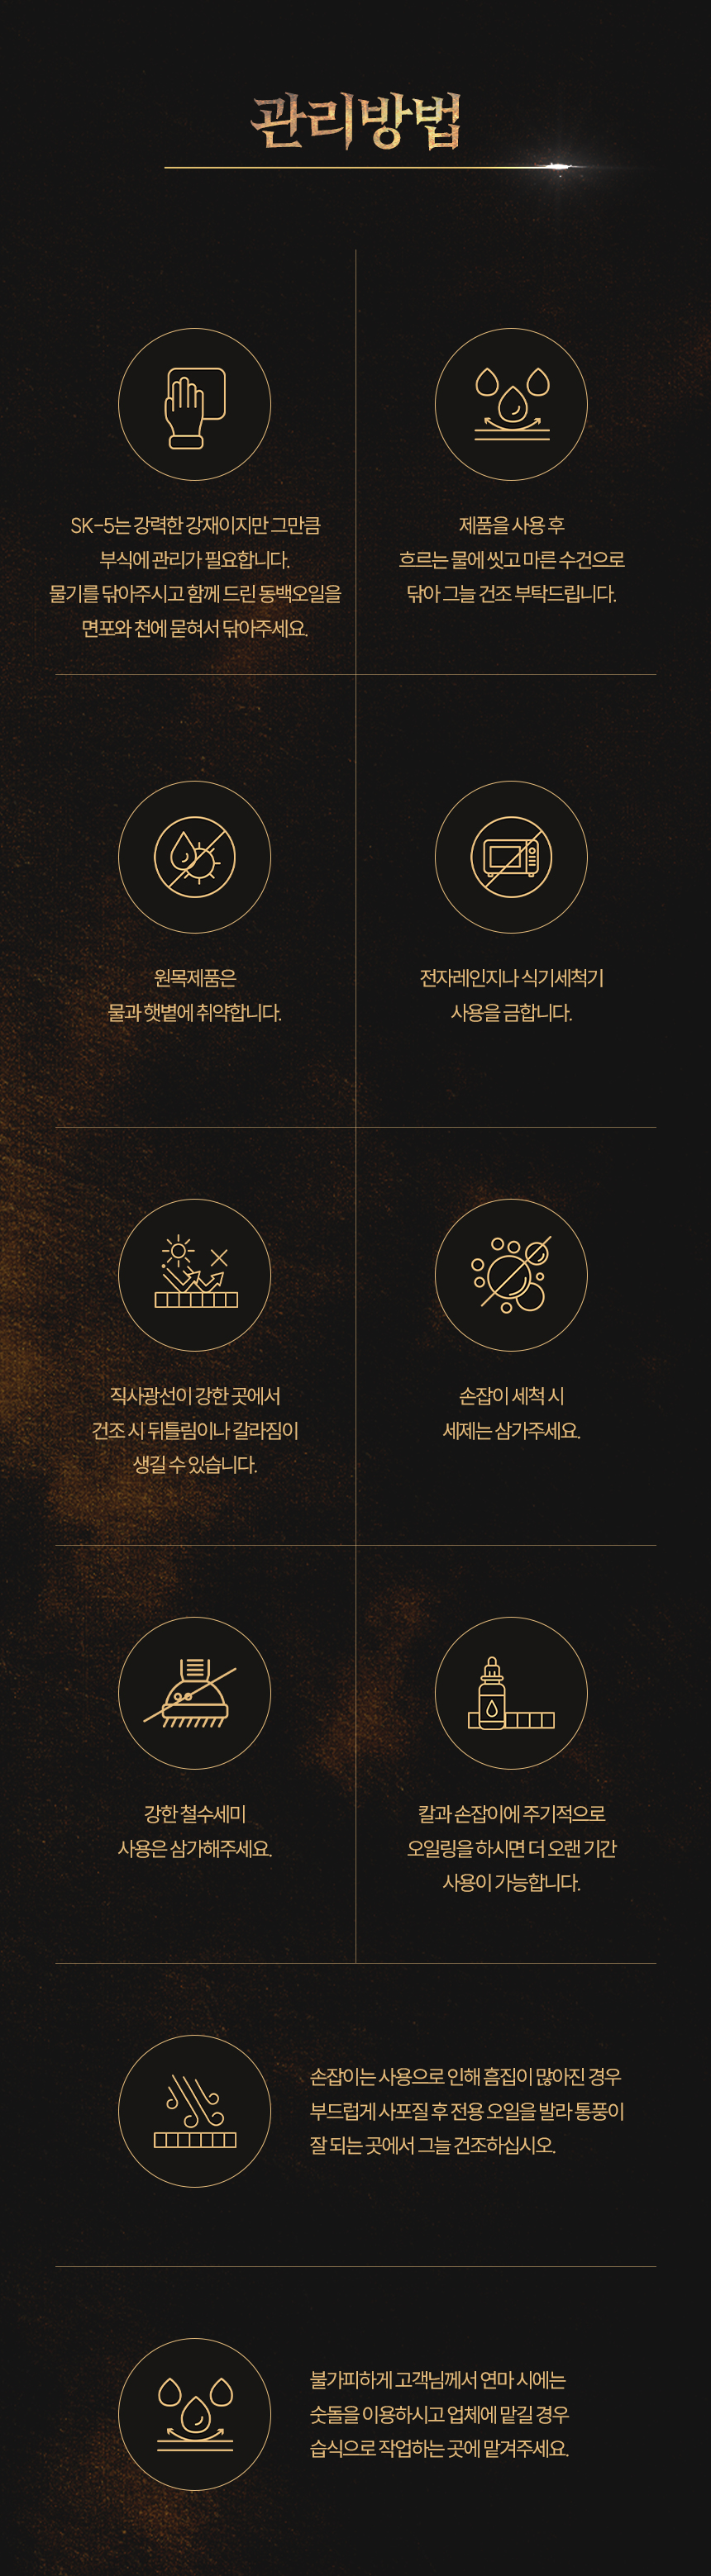 관리방법
SK-5는 강력한 강재이지만 그만큼
부식에 관리가 필요합니다.
물기를 닦아주시고 함께 드린 동백오일을
면포와 천에 묻혀서 닦아주세요.
제품을 사용 후
흐르는 물에 씻고 마른 수건으로
닦아 그늘 건조 부탁드립니다.
원목제품은
물과 햇볕에 취약합니다.
전자레인지나 식기세척기
사용을 금합니다.
직사광선이 강한 곳에서
건조 시 뒤틀림이나 갈라짐이
생길 수 있습니다.
손잡이 세척 시
세제는 삼가주세요.
강한 철수세미
사용은 삼가해주세요.
칼과 손잡이에 주기적으로
오일링을 하시면 더 오랜 기간
사용이 가능합니다.
손잡이는 사용으로 인해 흠집이 많아진 경우
부드럽게 사포질 후 전용 오일을 발라 통풍이
잘 되는 곳에서 그늘 건조하십시오.
불가피하게 고객님께서 연마 시에는
숫돌을 이용하시고 업체에 맡길 경우
습식으로 작업하는 곳에 맡겨주세요.